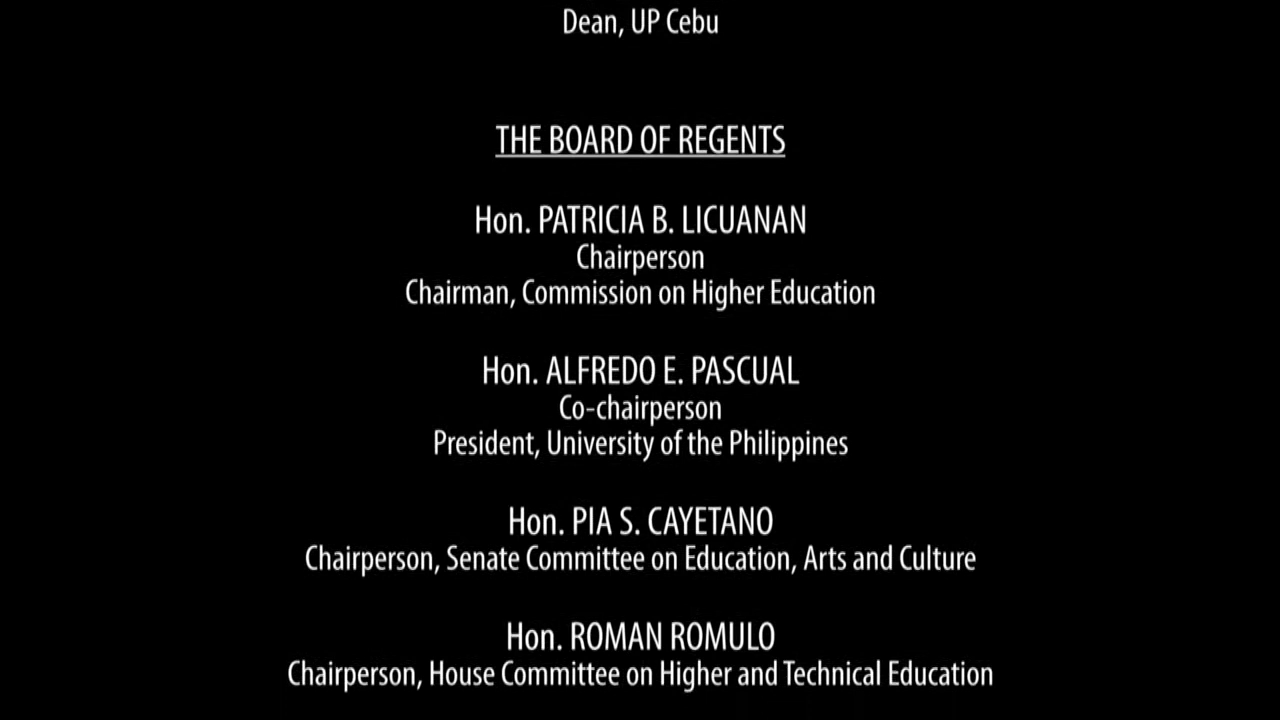 Dean, UP Cebu
THE BOARD OF REGENTS
Hon. PATRICIA B. LICUANAN
Chairperson
Chairman, Commission on Higher Education
Hon. ALFREDO E. PASCUAL
Co-chairperson
President, University of the Philippines
Hon. PIA S. CAYETANO
Chairperson, Senate Committee on Education, Arts and Culture
Hon. ROMAN ROMULO
Chairperson, House Committee on Higher and Technical Education